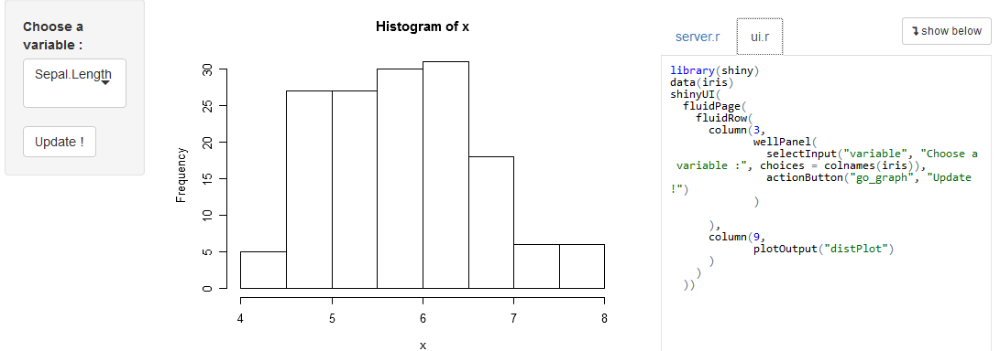 Choose a
variable :
Sepal.Length
Update !
Histogram of x
Frequency
0
5
10
15
20
25
30
4
5
6
7
8
x
server.r
ui.r
show below
library(shiny)
data(iris)
shinyUI(
fluidPage(
fluidRow(
column(3,
wellPanel(
selectInput("variable", "Choose a
variable :", choices = colnames(iris)),
actionButton("go_graph", "Update
!")
)
),
column(9,
plotOutput("distPlot")
)
)
))